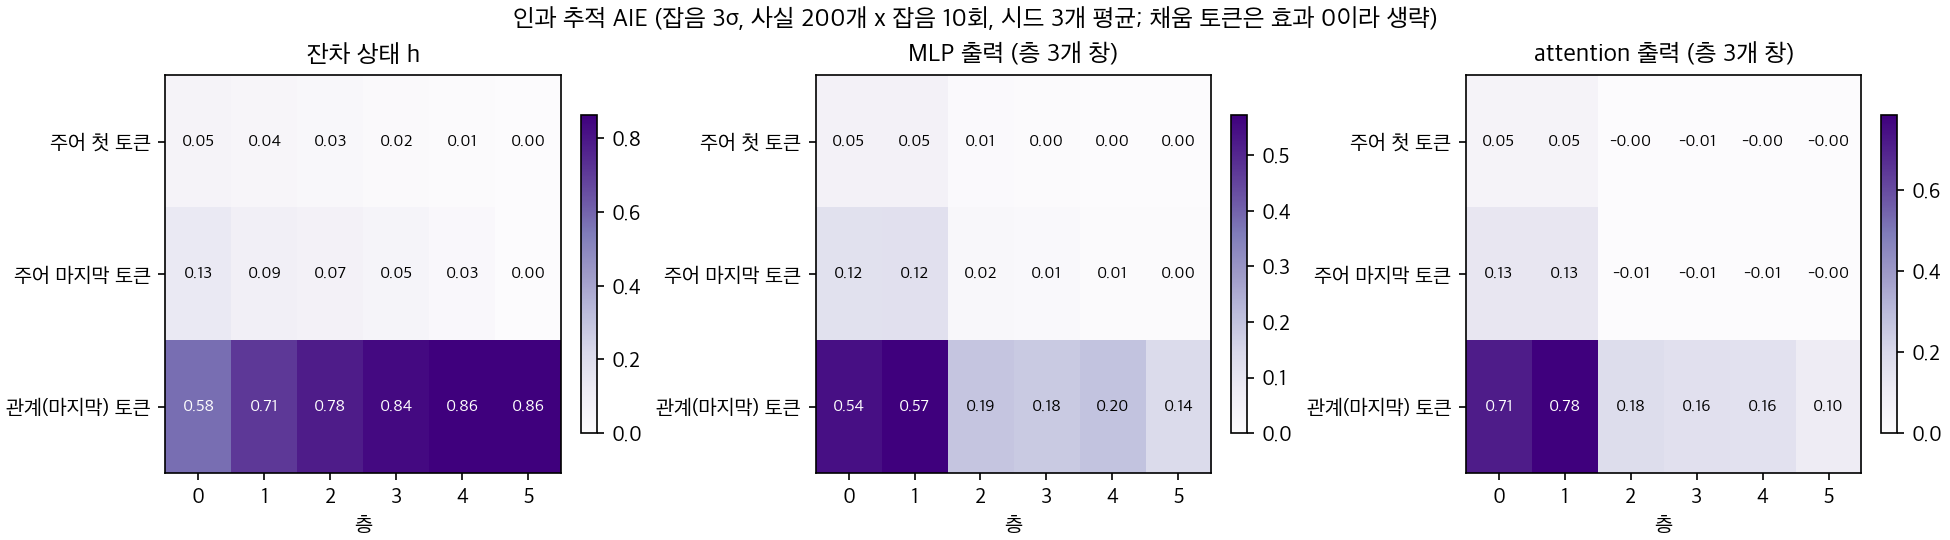 인과 추적 AIE (잡음 3σ, 사실 200개 x 잡음 10회, 시드 3개 평균; 채움 토큰은 효과 0이라 생략)
잔차 상태 h
주어 첫 토큰
0.05 0.04 0.03 0.02 0.01 0.00
주어 마지막 토큰
0.13 0.09 0.07 0.05 0.03 0.00
관계(마지막) 토큰
0.58 0.71 0.78 0.84 0.86 0.86
0 1 2 3 4 5
층
0.8
0.6
0.4
0.2
0.0
MLP 출력 (층 3개 창)
주어 첫 토큰
0.05 0.05 0.01 0.00 0.00 0.00
주어 마지막 토큰
0.12 0.12 0.02 0.01 0.01 0.00
관계(마지막) 토큰
0.54 0.57 0.19 0.18 0.20 0.14
0 1 2 3 4 5
층
0.5
0.4
0.3
0.2
0.1
0.0
attention 출력 (층 3개 창)
주어 첫 토큰
0.05 0.05 -0.00 -0.01 -0.00 -0.00
주어 마지막 토큰
0.13 0.13 -0.01 -0.01 -0.01 -0.00
관계(마지막) 토큰
0.71 0.78 0.18 0.16 0.16 0.10
0 1 2 3 4 5
층
0.6
0.4
0.2
0.0